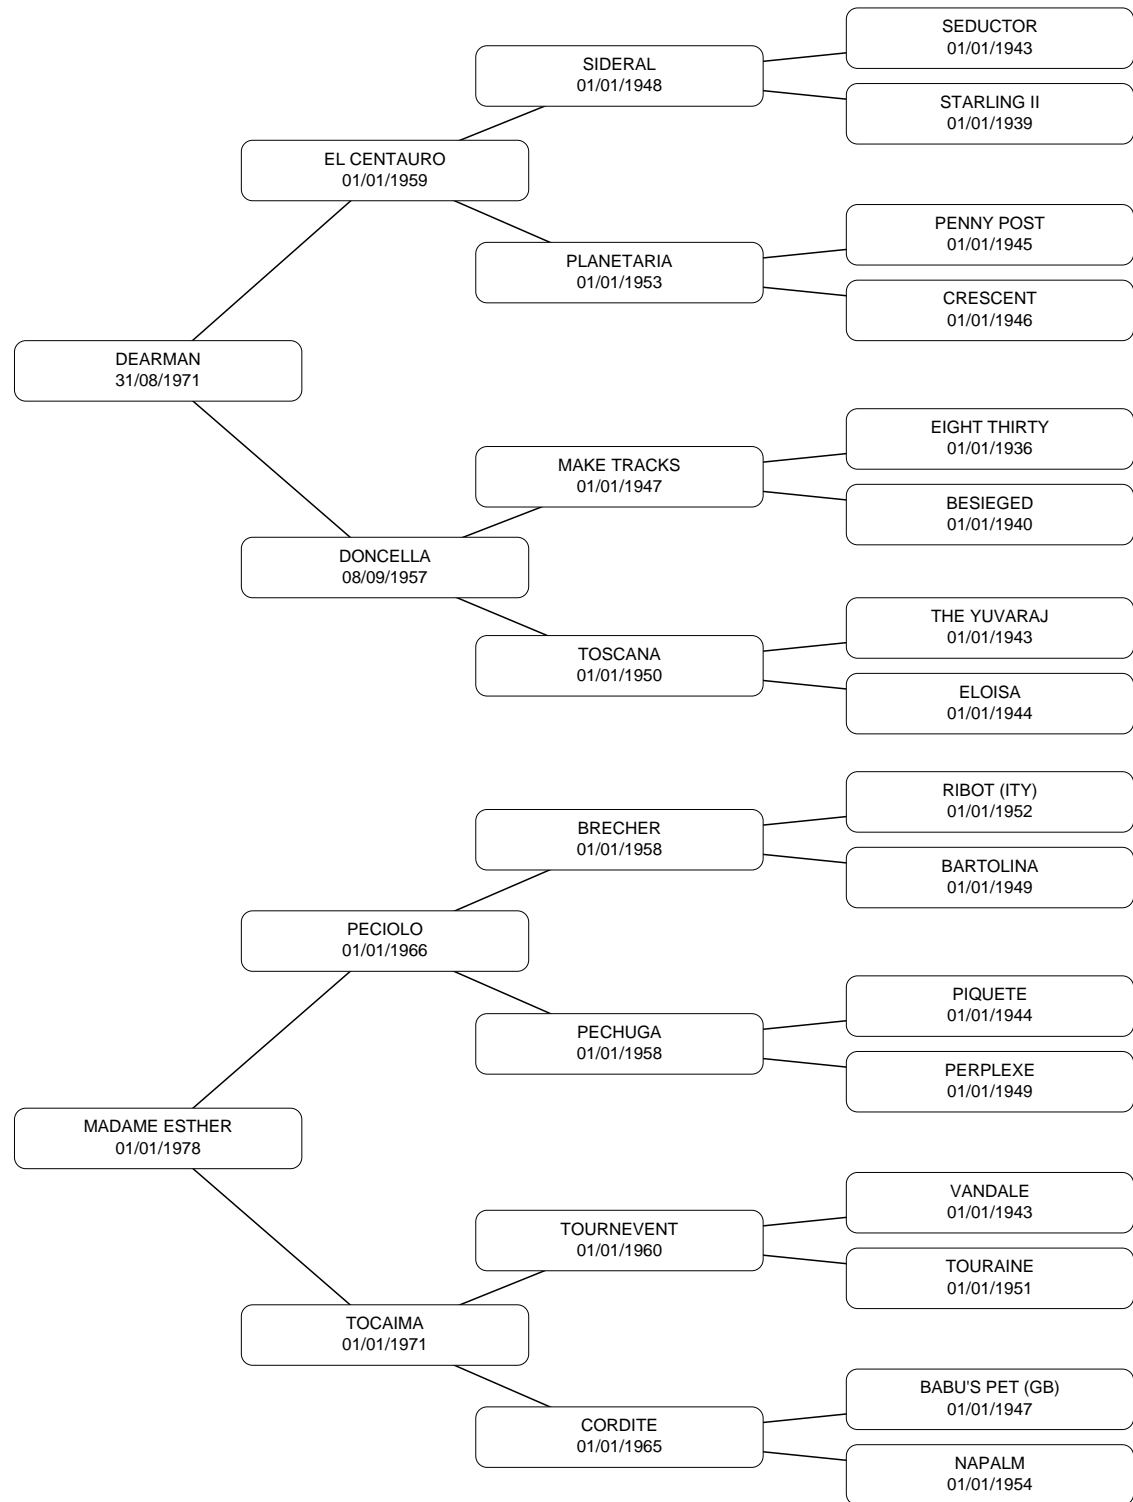 SEDUCTOR
01/01/1943
SIDERAL
01/01/1948
STARLING II
01/01/1939
EL CENTAURO
01/01/1959
PENNY POST
01/01/1945
PLANETARIA
01/01/1953
CRESCENT
01/01/1946
DEARMAN
31/08/1971
EIGHT THIRTY
01/01/1936
MAKE TRACKS
01/01/1947
BESIEGED
01/01/1940
DONCELLA
08/09/1957
THE YUVARAJ
01/01/1943
TOSCANA
01/01/1950
ELOISA
01/01/1944
RIBOT (ITY)
01/01/1952
BRECHER
01/01/1958
BARTOLINA
01/01/1949
PECIOLO
01/01/1966
PIQUETE
01/01/1944
PECHUGA
01/01/1958
PERPLEXE
01/01/1949
MADAME ESTHER
01/01/1978
VANDALE
01/01/1943
TOURNEVENT
01/01/1960
TOURAINE
01/01/1951
TOCAIMA
01/01/1971
BABU'S PET (GB)
01/01/1947
CORDITE
01/01/1965
NAPALM
01/01/1954